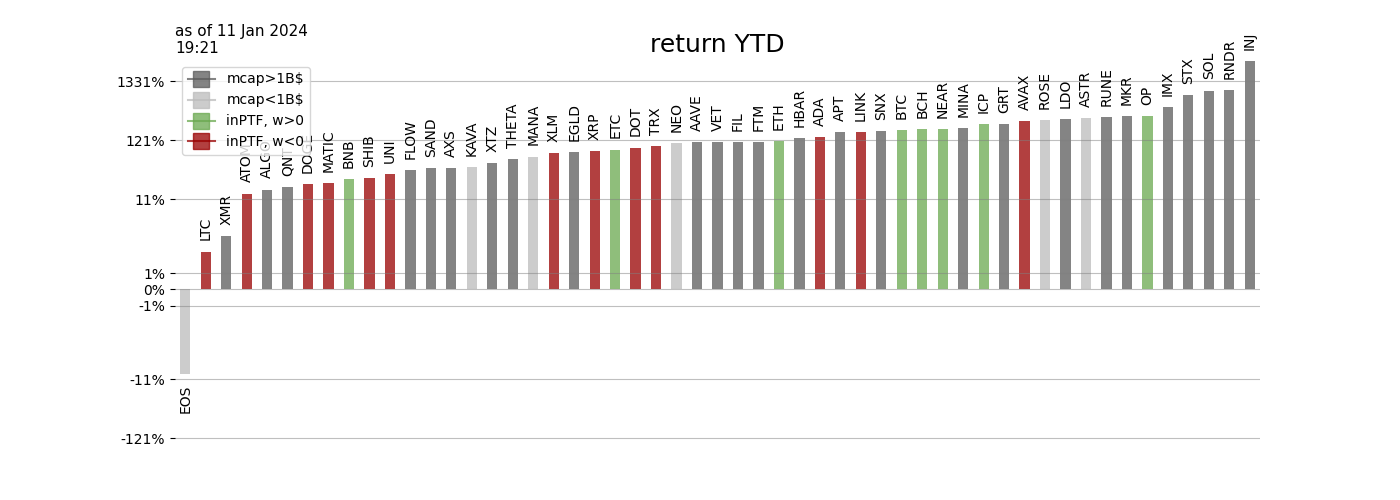 as of 11 Jan 2024
19:21
return YTD
mcap>1B$
mcap<1B$
inPTF, w>0
inPTF, w<0
1331%
121%
11%
1%
0%
-1%
-11%
-121%
EOS
LTC
XMR
ATOM
ALGO
QNT
DOGE
MATIC
BNB
SHIB
UNI
FLOW
SAND
AXS
KAVA
XTZ
THETA
MANA
XLM
EGLD
XRP
ETC
DOT
TRX
NEO
AAVE
VET
FIL
FTM
ETH
HBAR
ADA
APT
LINK
SNX
BTC
BCH
NEAR
MINA
ICP
GRT
AVAX
ROSE
LDO
ASTR
RUNE
MKR
OP
IMX
STX
SOL
RNDR
INJ